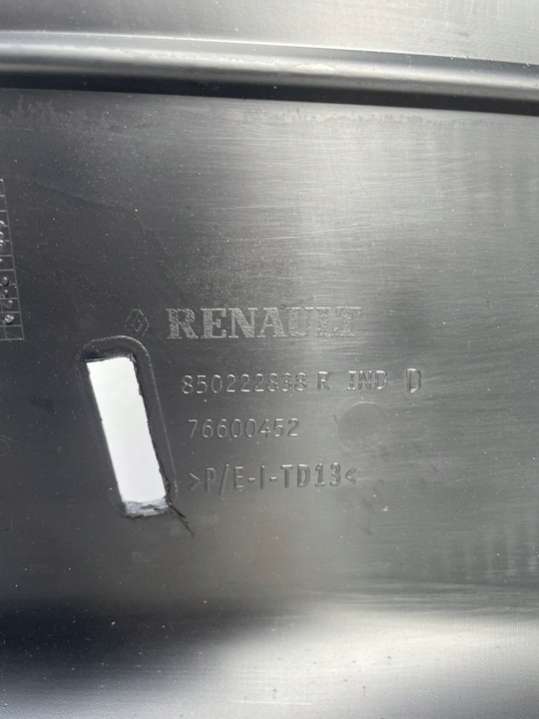 RENAULT
850222838 R IND D
76600452
>P/E-I-TD13<